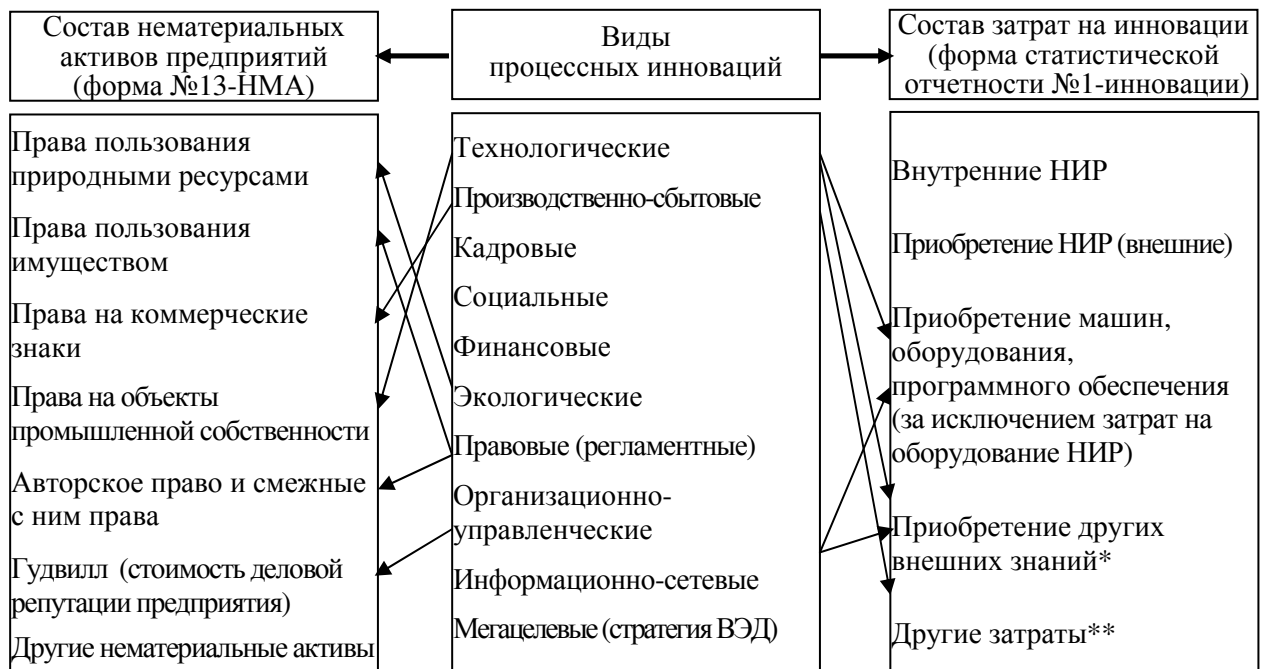 Состав нематериальных
активов предприятий
(форма №13-НМА)
Виды
процессных инноваций
Состав затрат на инновации
(форма статистической
отчетности №1-инновации)
Права пользования
природными ресурсами
Права пользования
имуществом
Права на коммерческие
знаки
Права на объекты
промышленной собственности
Авторское право и смежные
с ним права
Гудвилл (стоимость деловой
репутации предприятия)
Другие нематериальные активы
Технологические
Производственно-сбытовые
Кадровые
Социальные
Финансовые
Экологические
Правовые (регламентные)
Организационно-
управленческие
Информационно-сетевые
Мегацелевые (стратегия ВЭД)
Внутренние НИР
Приобретение НИР (внешние)
Приобретение машин,
оборудования,
программного обеспечения
(за исключением затрат на
оборудование НИР)
Приобретение других
внешних знаний*
Другие затраты**